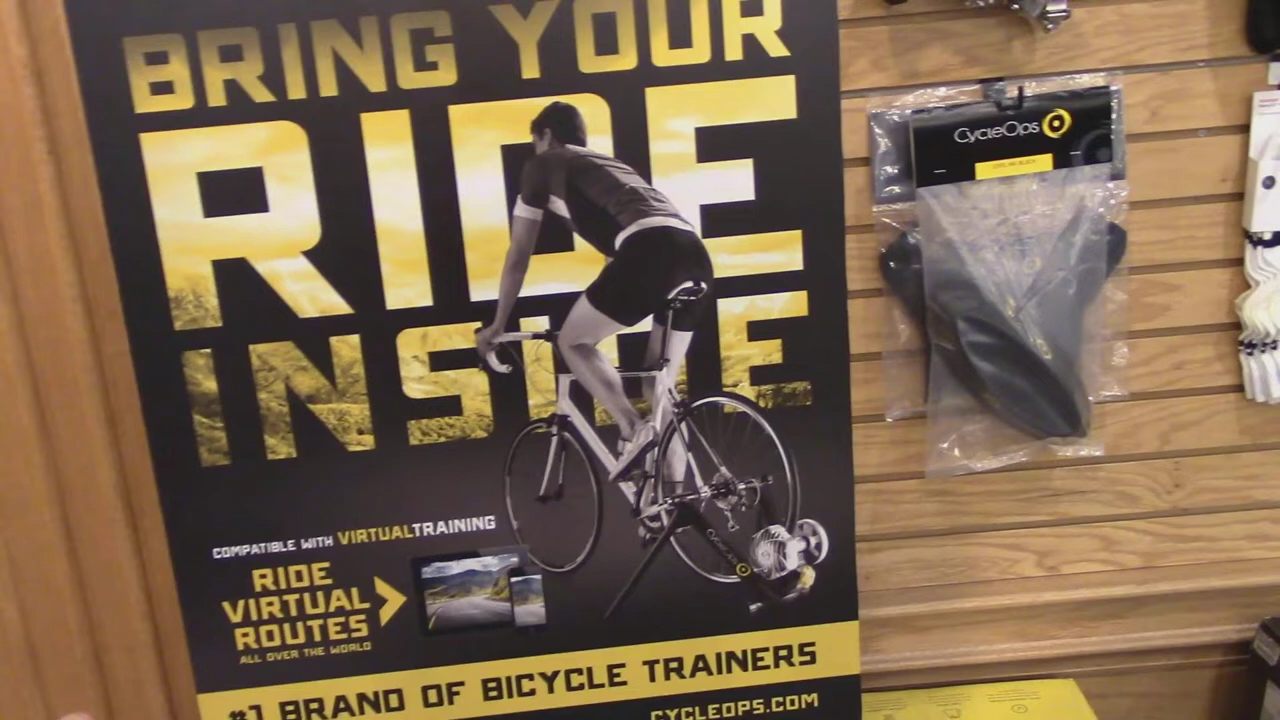 BRING YOUR
RIDE
INSIDE
COMPATIBLE WITH VIRTUALTRAINING
RIDE
VIRTUAL
ROUTES
ALL OVER THE WORLD
#1 BRAND OF BICYCLE TRAINERS
CYCLEOPS.COM
CycleOps
CycleOps